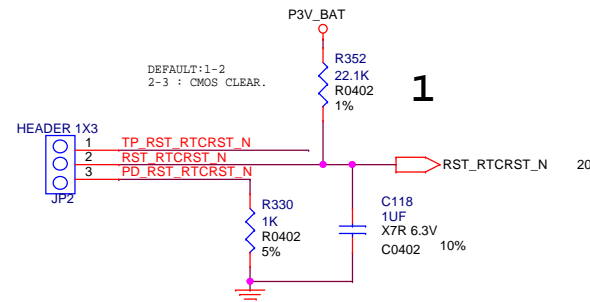 P3V_BAT
DEFAULT:1-2
2-3 : CMOS CLEAR.
R352
22.1K
R0402
1%
1
HEADER 1X3
1 TP_RST_RTCRST_N
2 RST_RTCRST_N
3 PD_RST_RTCRST_N
JP2
RST_RTCRST_N 20
R330
1K
R0402
5%
C118
1UF
X7R 6.3V
C0402 10%